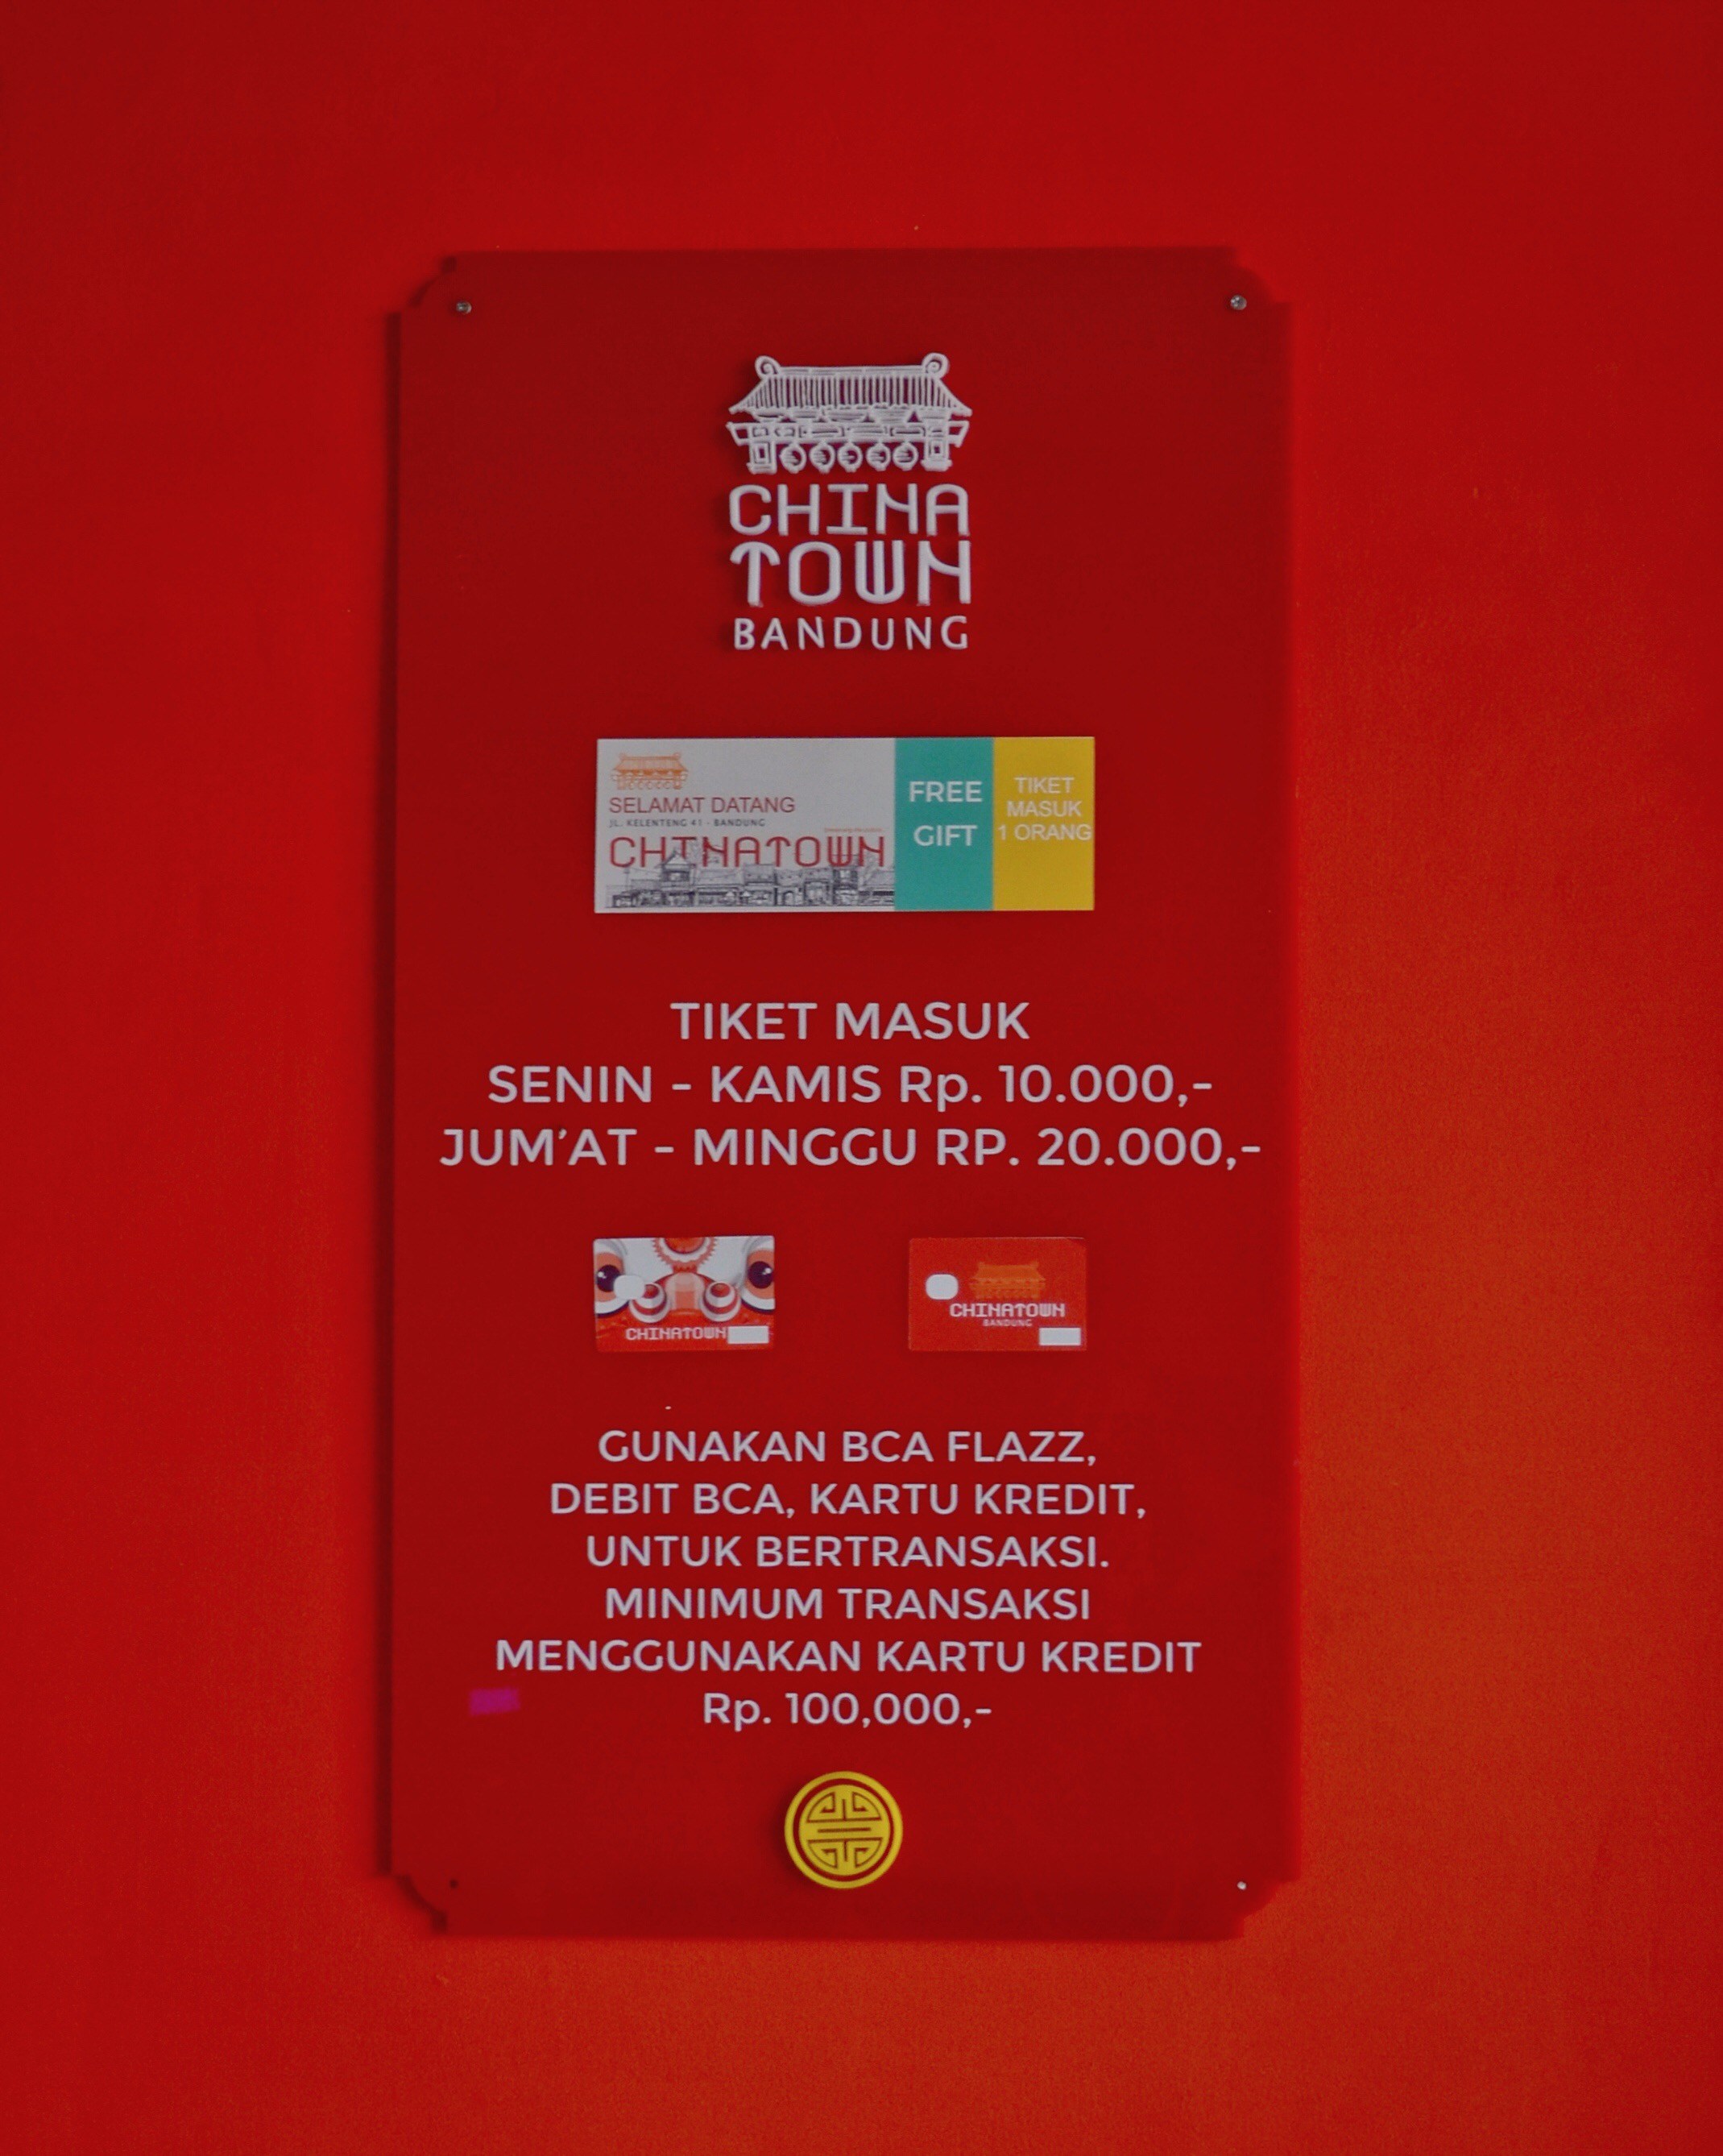 CHINA
TOWN
BANDUNG
SELAMAT DATANG
JL. KELENTENG 41 - BANDUNG
CHINATOWN
FREE
GIFT
TIKET
MASUK
1 ORANG
TIKET MASUK
SENIN - KAMIS Rp. 10.000,-
JUM'AT - MINGGU RP. 20.000,-
CHINATOWN
CHINATOWN
BANDUNG
GUNAKAN BCA FLAZZ,
DEBIT BCA, KARTU KREDIT,
UNTUK BERTRANSAKSI.
MINIMUM TRANSAKSI
MENGGUNAKAN KARTU KREDIT
Rp. 100,000,-